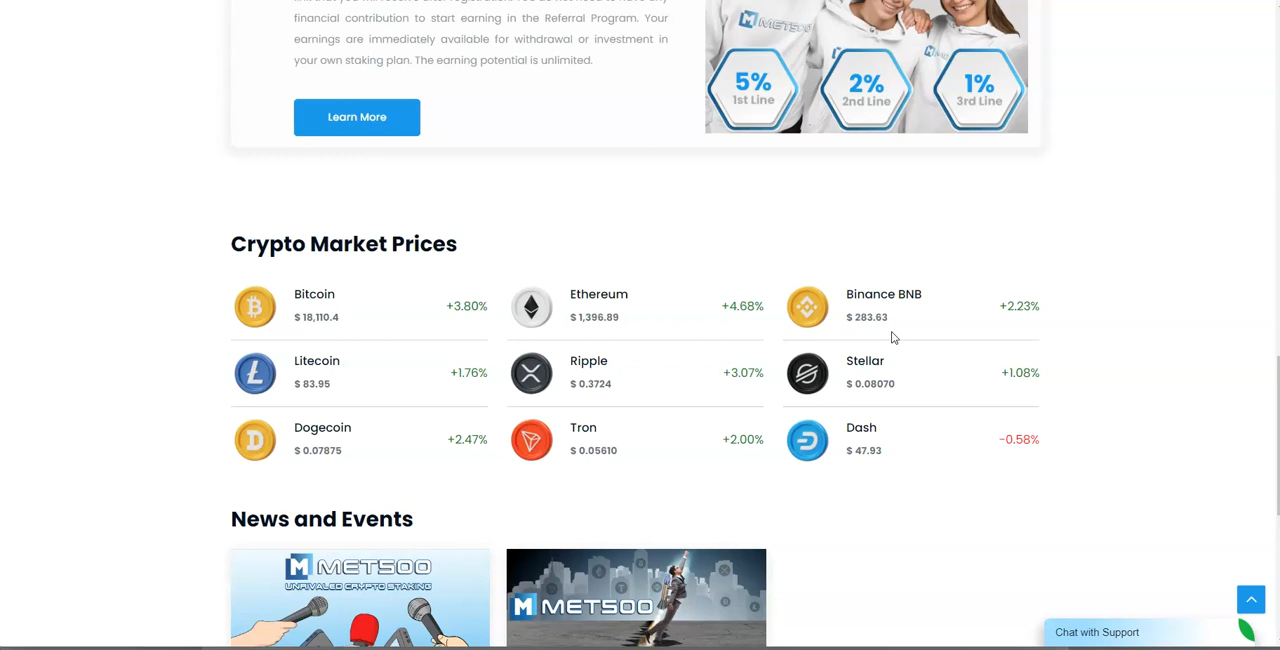 financial contribution to start earning in the Referral Program. Your
earnings are immediately available for withdrawal or investment in
your own staking plan. The earning potential is unlimited.
Learn More
METS00
5%
1st Line
2%
2nd Line
1%
3rd Line
Crypto Market Prices
Bitcoin
$ 18,110.4
+3.80%
Ethereum
$ 1,396.89
+4.68%
Binance BNB
$ 283.63
+2.23%
Litecoin
$ 83.95
+1.76%
Ripple
$ 0.3724
+3.07%
Stellar
$ 0.08070
+1.08%
Dogecoin
$ 0.07875
+2.47%
Tron
$ 0.05610
+2.00%
Dash
$ 47.93
-0.58%
News and Events
METS00
UNRIVALED CRYPTO STAKING
METS00
Chat with Support